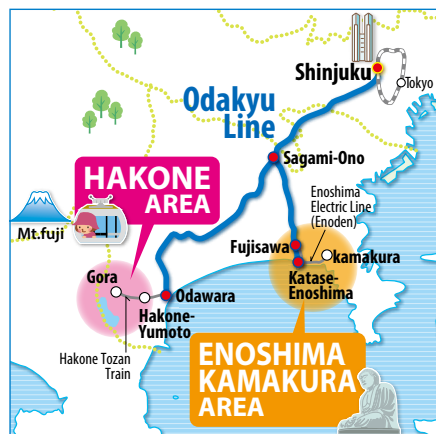 Shinjuku
Tokyo
Odakyu
Line
Sagami-Ono
HAKONE
AREA
Enoshima
Electric Line
(Enoden)
Mt.fuji
Fujisawa
kamakura
Gora
Katase-
Enoshima
Odawara
Hakone-
Yumoto
Hakone Tozan
Train
ENOSHIMA
KAMAKURA
AREA